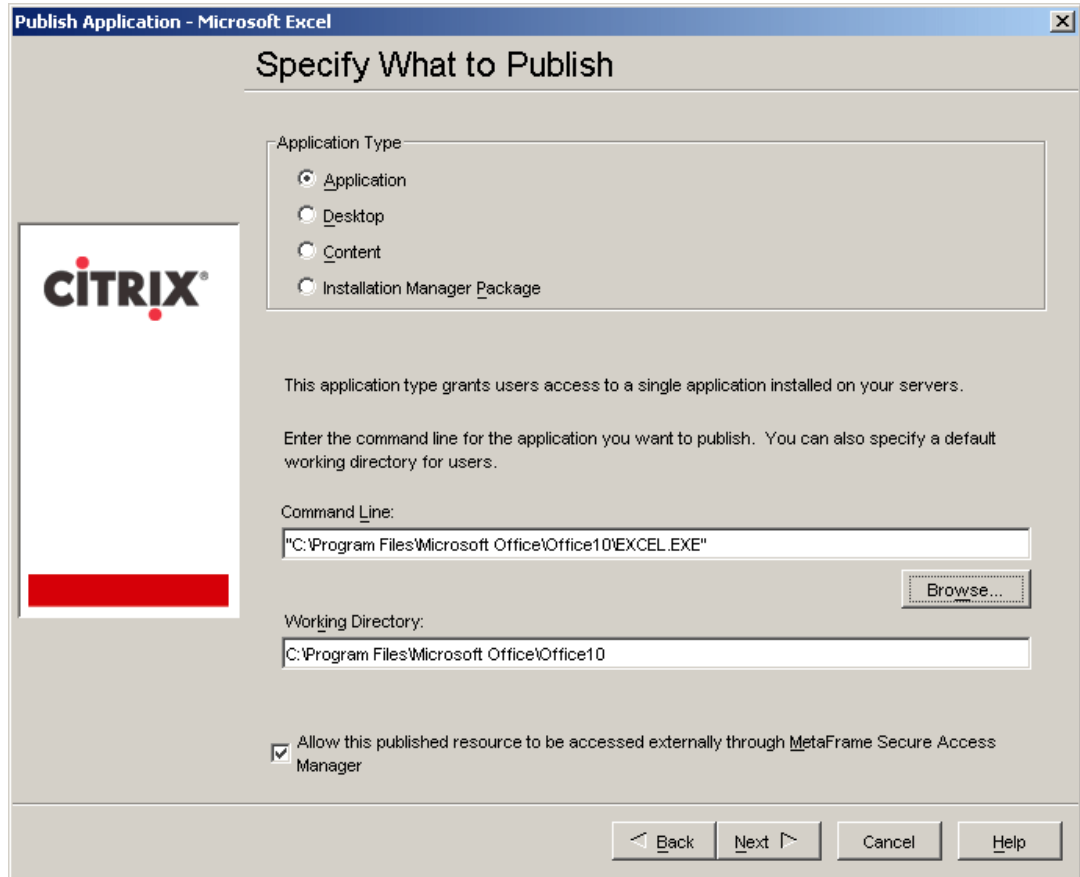 Publish Application - Microsoft Excel
Specify What to Publish
Application Type
Application
Desktop
Content
Installation Manager Package
CITRIX®
This application type grants users access to a single application installed on your servers.
Enter the command line for the application you want to publish.  You can also specify a default
working directory for users.
Command Line:
"C:\Program Files\Microsoft Office\Office10\EXCEL.EXE"
Browse...
Working Directory:
C:\Program Files\Microsoft Office\Office10
Allow this published resource to be accessed externally through MetaFrame Secure Access
Manager
Back Next Cancel Help